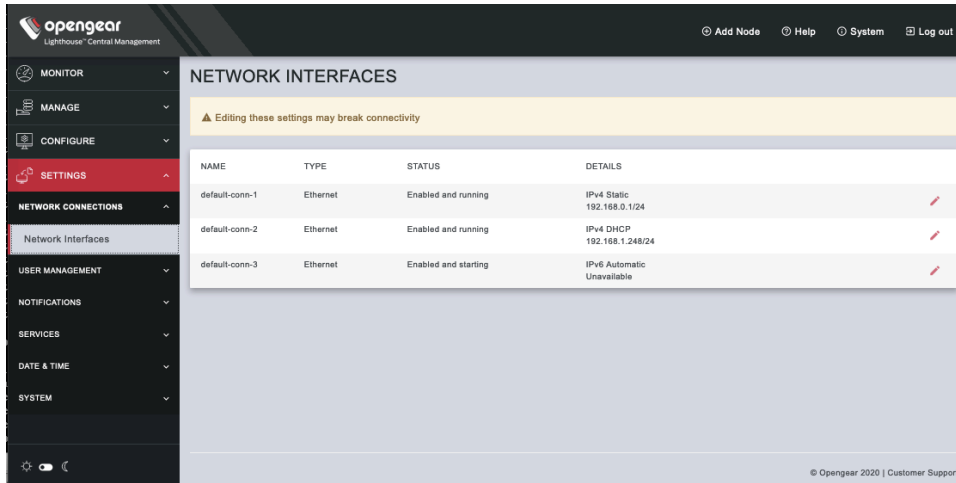 opengear
Lighthouse™ Central Management
Add Node
Help
System
Log out
MONITOR
MANAGE
CONFIGURE
SETTINGS
NETWORK CONNECTIONS
Network Interfaces
USER MANAGEMENT
NOTIFICATIONS
SERVICES
DATE & TIME
SYSTEM
NETWORK INTERFACES
Editing these settings may break connectivity
NAME TYPE STATUS DETAILS
default-conn-1 Ethernet Enabled and running IPv4 Static
192.168.0.1/24
default-conn-2 Ethernet Enabled and running IPv4 DHCP
192.168.1.248/24
default-conn-3 Ethernet Enabled and starting IPv6 Automatic
Unavailable
© Opengear 2020 | Customer Suppor